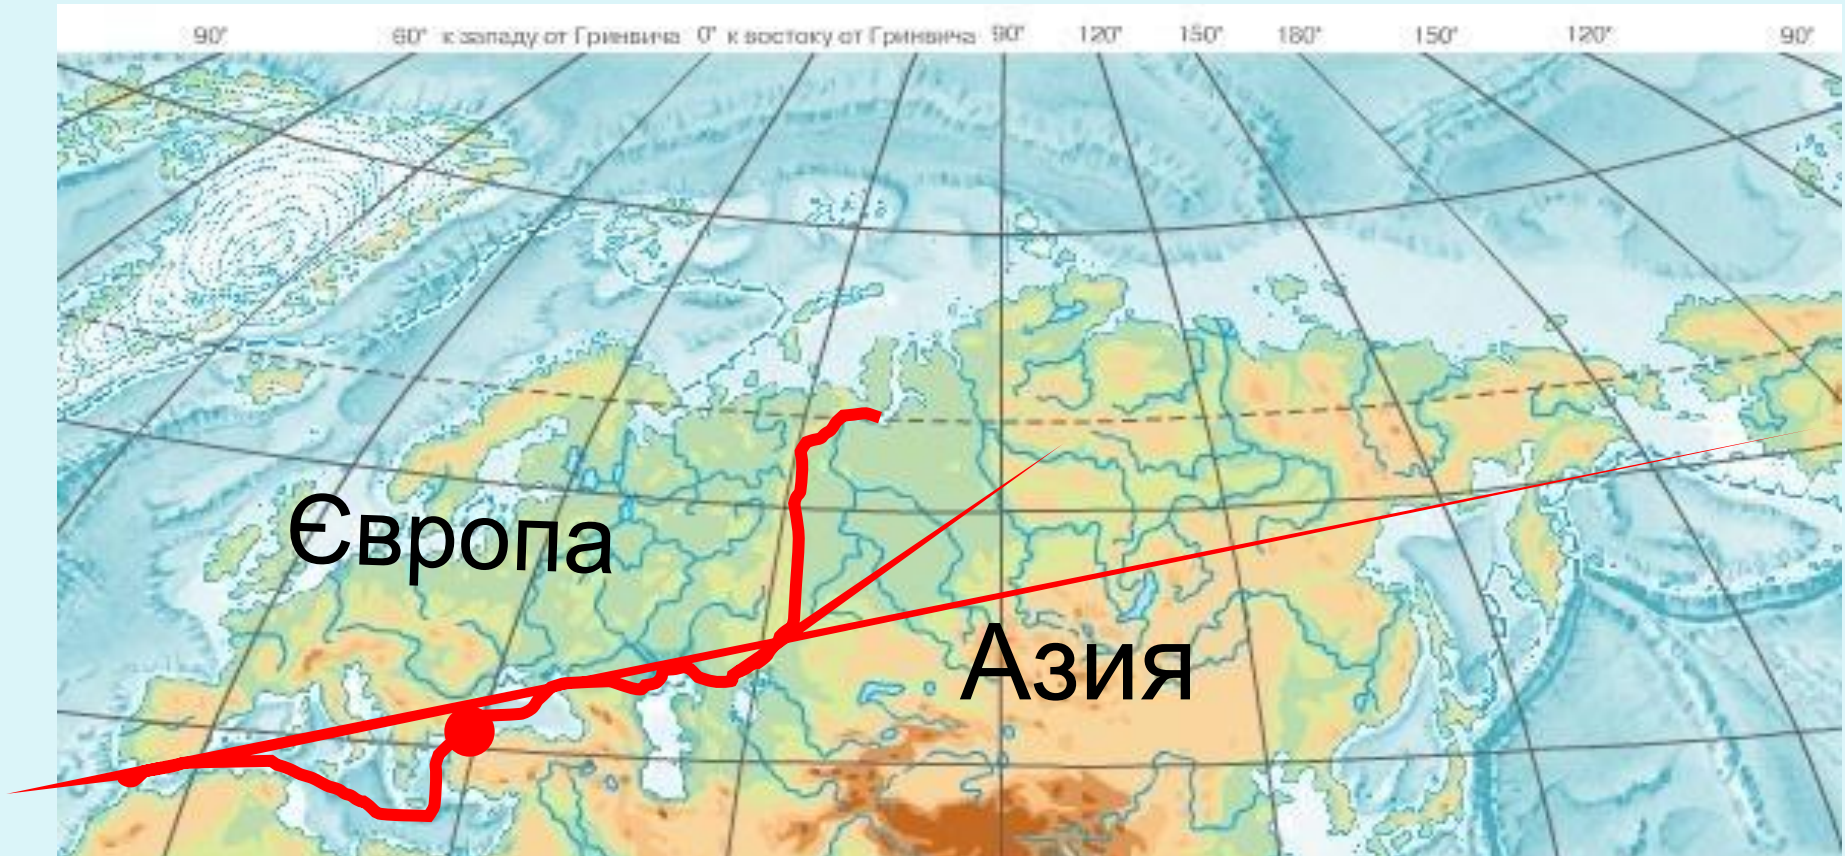 90° 60° к западу от Гринвича 0° к востоку от Гринвича 90° 120° 150° 180° 150° 120° 90°
Європа
Азия